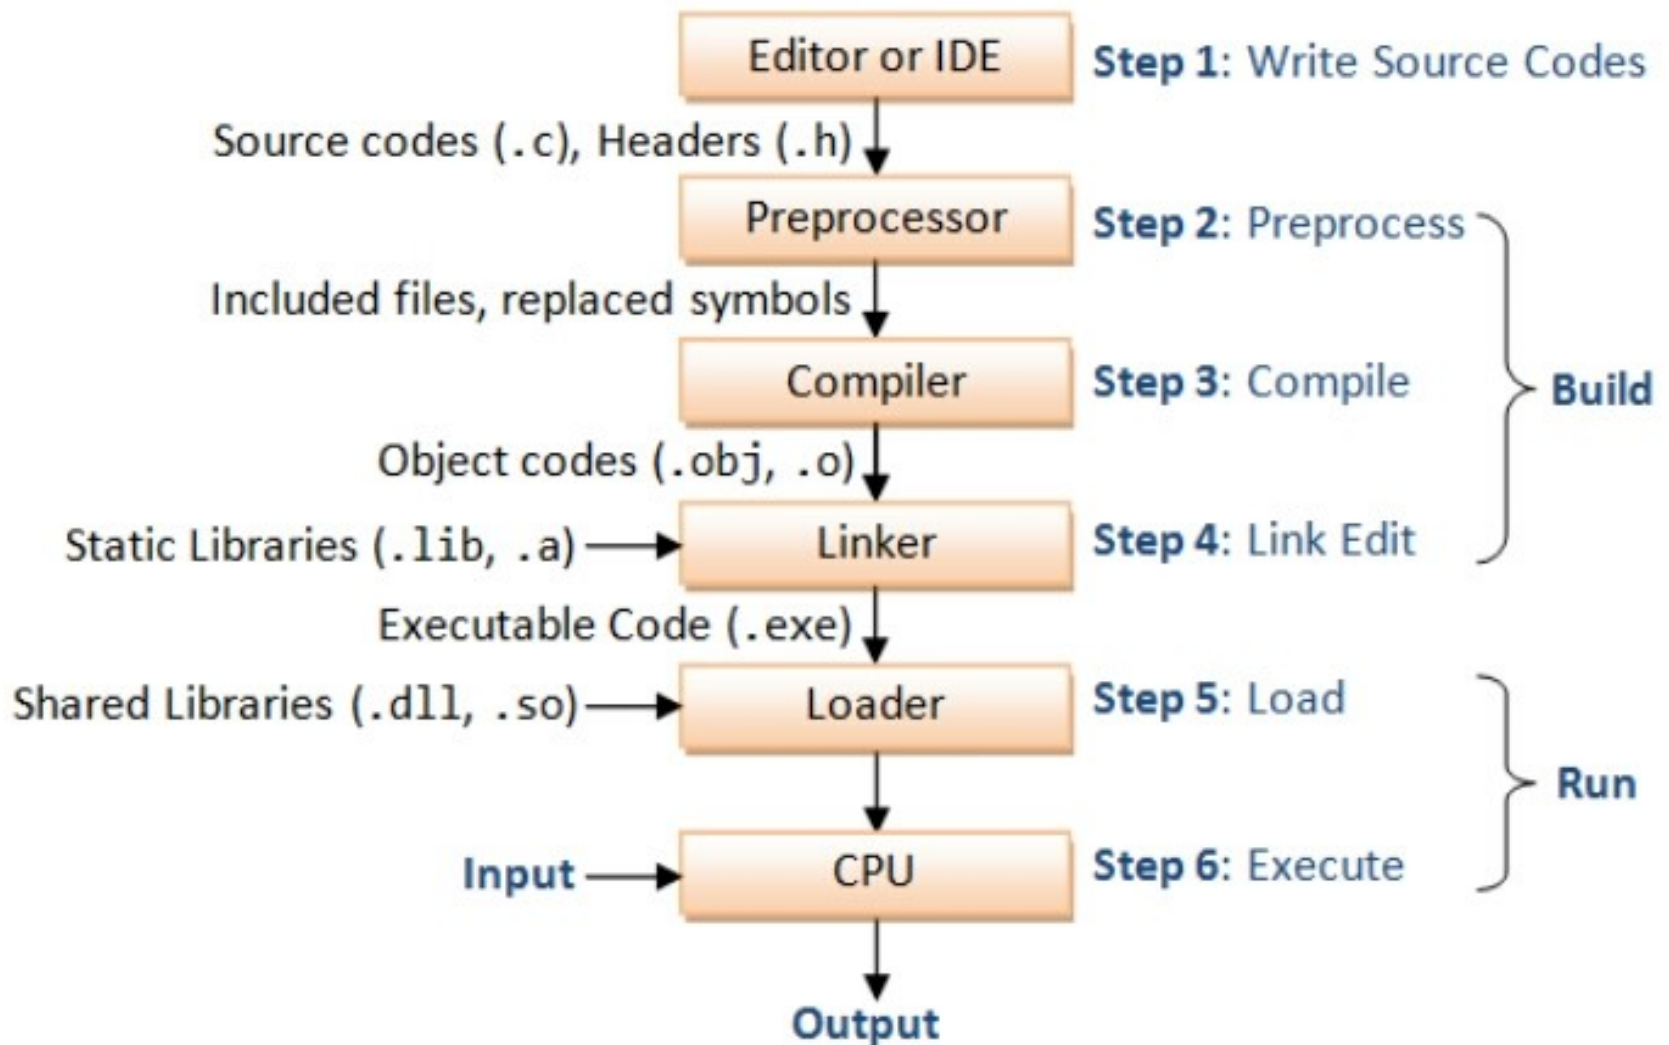 Editor or IDE
Step 1: Write Source Codes
Source codes (.c), Headers (.h)
Preprocessor
Step 2: Preprocess
Included files, replaced symbols
Compiler
Step 3: Compile
Build
Object codes (.obj, .o)
Static Libraries (.lib, .a)
Linker
Step 4: Link Edit
Executable Code (.exe)
Shared Libraries (.dll, .so)
Loader
Step 5: Load
Run
Input
CPU
Step 6: Execute
Output